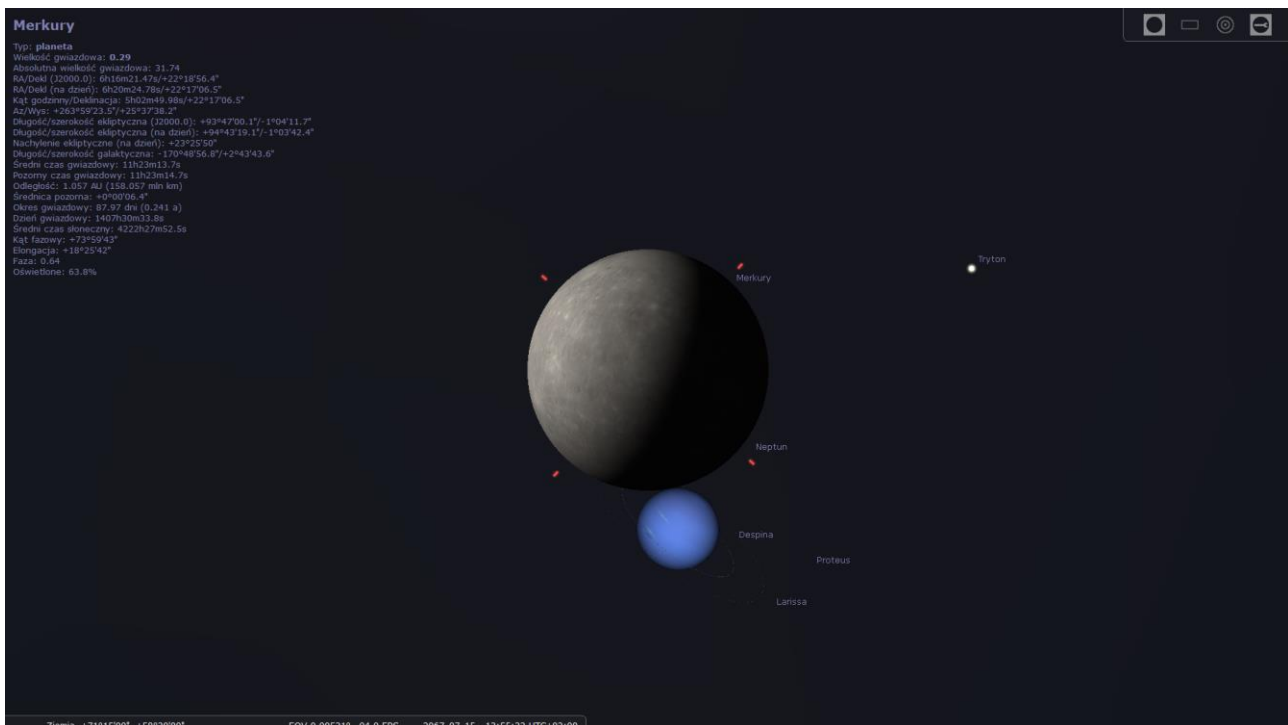 Merkury
Typ: planeta
Wielkość gwiazdowa: 0.29
Absolutna wielkość gwiazdowa: 31.74
RA/Dekl (J2000.0): 6h16m21.47s/+22°18'56.4"
RA/Dekl (na dzień): 6h20m24.78s/+22°17'06.5"
Kąt godzinny/Deklinacja: 5h02m49.98s/+22°17'06.5"
Az/Wys: +263°59'23.5"/+25°37'38.2"
Długość/szerokość ekliptyczna (J2000.0): +93°47'00.1"/-1°04'11.7"
Długość/szerokość ekliptyczna (na dzień): +94°43'19.1"/-1°03'42.4"
Nachylenie ekliptyczne (na dzień): +23°25'50"
Długość/szerokość galaktyczna: -170°48'56.8"/+2°43'43.6"
Średni czas gwiazdowy: 11h23m13.7s
Pozorny czas gwiazdowy: 11h23m14.7s
Odległość: 1.057 AU (158.057 mln km)
Średnica pozorna: +0°00'06.4"
Okres gwiazdowy: 87.97 dni (0.241 a)
Dzień gwiazdowy: 1407h30m33.8s
Średni czas słoneczny: 4222h27m52.5s
Kąt fazowy: +73°59'43"
Elongacja: +18°25'42"
Faza: 0.64
Oświetlone: 63.8%
Tryton
Merkury
Neptun
Despina
Proteus
Larissa